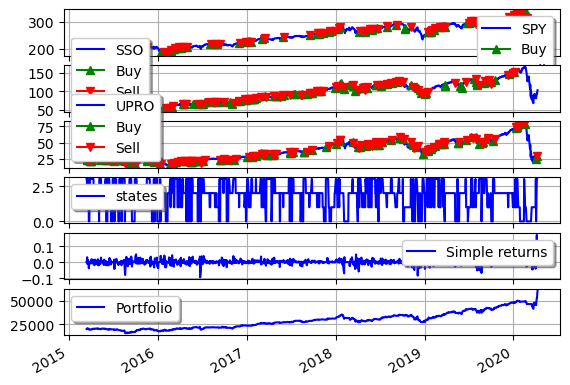 300
200
SPY
Buy
SSO
Buy
Sell
150
100
50
UPRO
Buy
Sell
75
50
25
2.5
0.0
states
0.1
0.0
−0.1
Simple returns
50000
25000
Portfolio
2015
2016
2017
2018
2019
2020